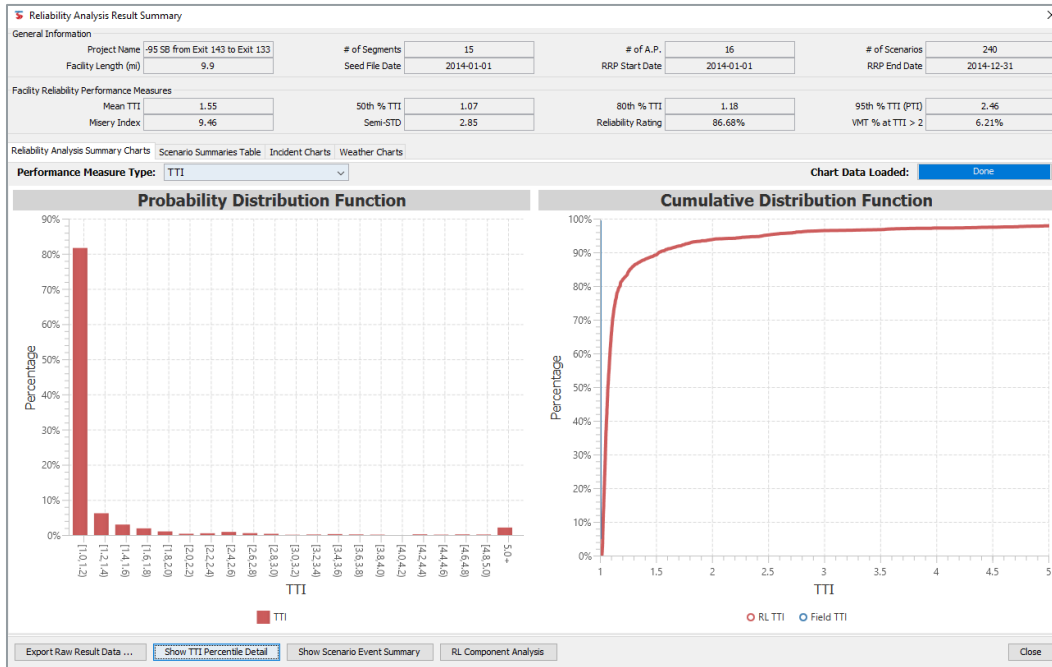 Reliability Analysis Result Summary
General Information
Project Name -95 SB from Exit 143 to Exit 133 # of Segments 15 # of A.P. 16 # of Scenarios 240
Facility Length (mi) 9.9 Seed File Date 2014-01-01 RRP Start Date 2014-01-01 RRP End Date 2014-12-31
Facility Reliability Performance Measures
Mean TTI 1.55 50th % TTI 1.07 80th % TTI 1.18 95th % TTI (PTI) 2.46
Misery Index 9.46 Semi-STD 2.85 Reliability Rating 86.68% VMT % at TTI > 2 6.21%
Reliability Analysis Summary Charts Scenario Summaries Table Incident Charts Weather Charts
Performance Measure Type: TTI Chart Data Loaded: Done
Probability Distribution Function
90%
80%
70%
60%
50%
40%
30%
20%
10%
0%
Percentage
[1.0,1.2) [1.2,1.4) [1.4,1.6) [1.6,1.8) [1.8,2.0) [2.0,2.2) [2.2,2.4) [2.4,2.6) [2.6,2.8) [2.8,3.0) [3.0,3.2) [3.2,3.4) [3.4,3.6) [3.6,3.8) [3.8,4.0) [4.0,4.2) [4.2,4.4) [4.4,4.6) [4.6,4.8) [4.8,5.0) 5.0 +
TTI
TTI
Cumulative Distribution Function
100%
90%
80%
70%
60%
50%
40%
30%
20%
10%
0%
Percentage
1 1.5 2 2.5 3 3.5 4 4.5 5
TTI
RL TTI Field TTI
Export Raw Result Data ... Show TTI Percentile Detail Show Scenario Event Summary RL Component Analysis Close